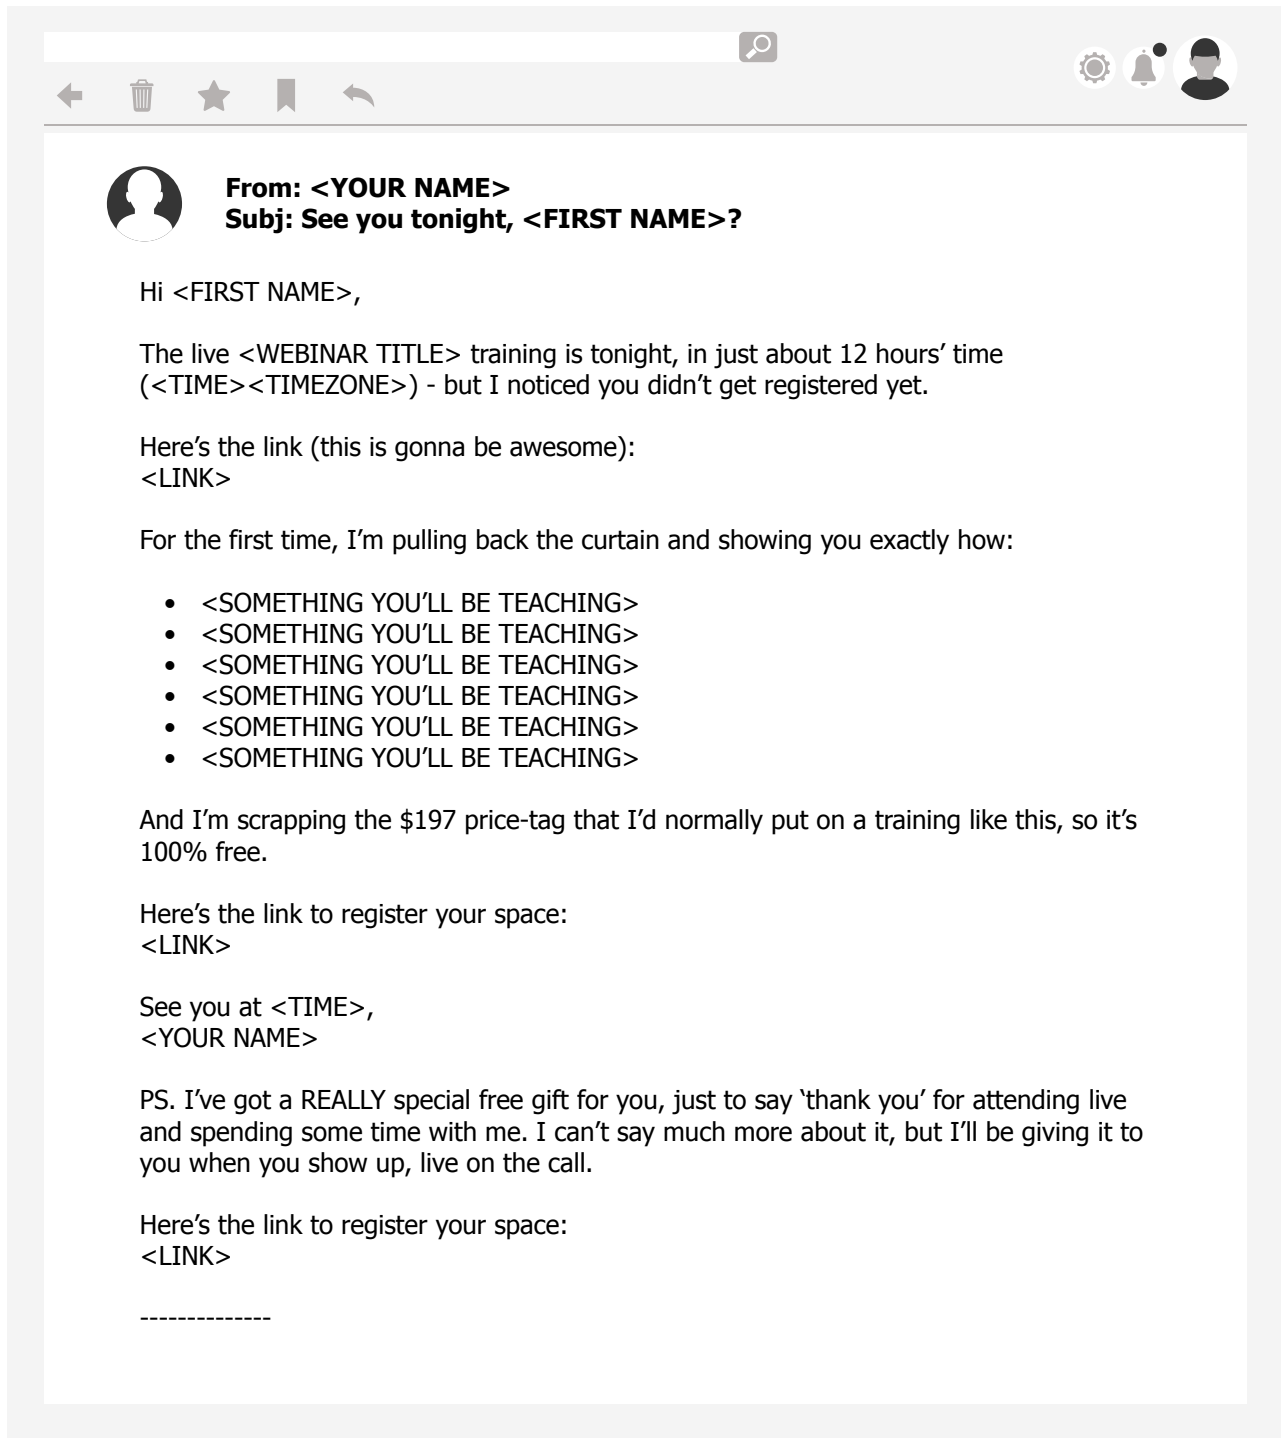 From: <YOUR NAME>
Subj: See you tonight, <FIRST NAME>?
Hi <FIRST NAME>,
The live <WEBINAR TITLE> training is tonight, in just about 12 hours’ time
(<TIME><TIMEZONE>) - but I noticed you didn’t get registered yet.
Here’s the link (this is gonna be awesome):
<LINK>
For the first time, I’m pulling back the curtain and showing you exactly how:
• <SOMETHING YOU’LL BE TEACHING>
• <SOMETHING YOU’LL BE TEACHING>
• <SOMETHING YOU’LL BE TEACHING>
• <SOMETHING YOU’LL BE TEACHING>
• <SOMETHING YOU’LL BE TEACHING>
• <SOMETHING YOU’LL BE TEACHING>
And I’m scrapping the $197 price-tag that I’d normally put on a training like this, so it’s
100% free.
Here’s the link to register your space:
<LINK>
See you at <TIME>,
<YOUR NAME>
PS. I’ve got a REALLY special free gift for you, just to say ‘thank you’ for attending live
and spending some time with me. I can’t say much more about it, but I’ll be giving it to
you when you show up, live on the call.
Here’s the link to register your space:
<LINK>
--------------